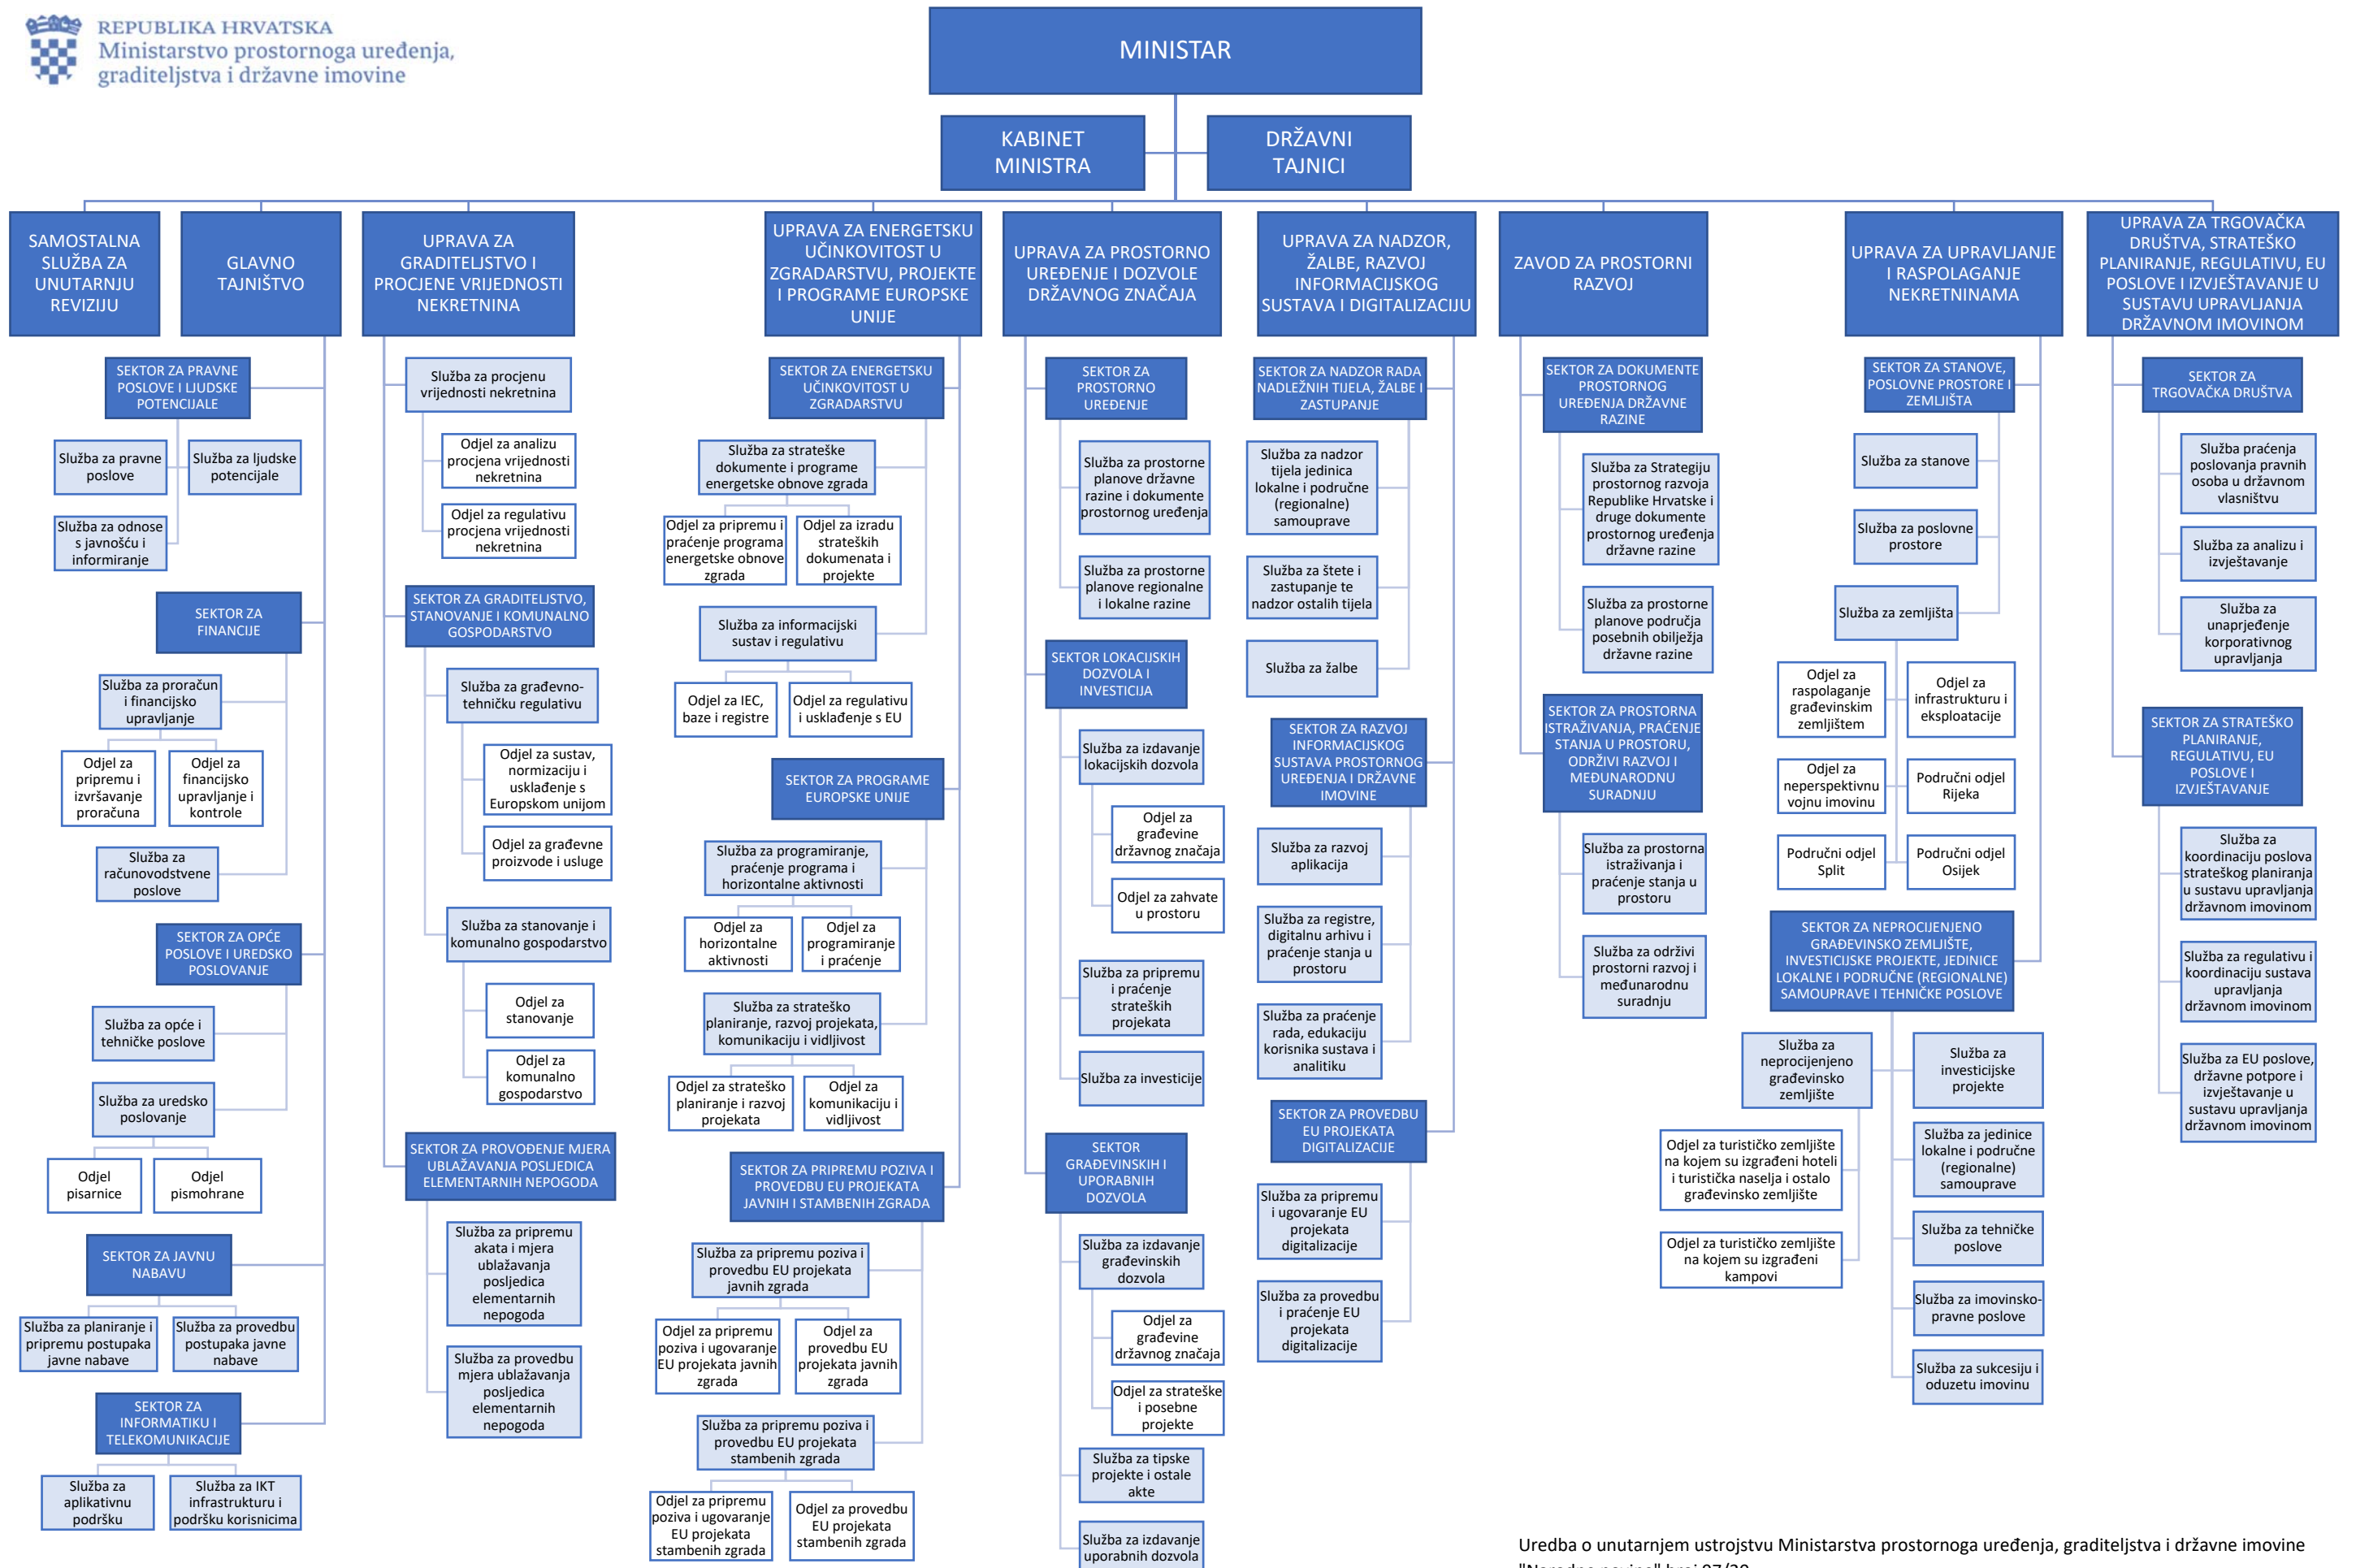 REPUBLIKA HRVATSKA
Ministarstvo prostornoga uređenja,
graditeljstva i državne imovine
MINISTAR
KABINET
MINISTRA
DRŽAVNI
TAJNICI
SAMOSTALNA
SLUŽBA ZA
UNUTARNJU
REVIZIJU
GLAVNO
TAJNIŠTVO
SEKTOR ZA PRAVNE
POSLOVE I LJUDSKE
POTENCIJALE
Služba za pravne
poslove
Služba za ljudske
potencijale
Služba za odnose
s javnošću i
informiranje
SEKTOR ZA
FINANCIJE
Služba za proračun
i financijsko
upravljanje
Odjel za
pripremu i
izvršavanje
proračuna
Odjel za
financijsko
upravljanje i
kontrole
Služba za
računovodstvene
poslove
SEKTOR ZA OPĆE
POSLOVE I UREDSKO
POSLOVANJE
Služba za opće i
tehničke poslove
Služba za uredsko
poslovanje
Odjel
pisarnice
Odjel
pismohrane
SEKTOR ZA JAVNU
NABAVU
Služba za planiranje i
pripremu postupaka
javne nabave
Služba za provedbu
postupaka javne
nabave
SEKTOR ZA
INFORMATIKU I
TELEKOMUNIKACIJE
Služba za
aplikativnu
podršku
Služba za IKT
infrastrukturu i
podršku korisnicima
UPRAVA ZA
GRADITELJSTVO I
PROCJENE VRIJEDNOSTI
NEKRETNINA
Služba za procjenu
vrijednosti nekretnina
Odjel za analizu
procjena vrijednosti
nekretnina
Odjel za regulativu
procjena vrijednosti
nekretnina
SEKTOR ZA GRADITELJSTVO,
STANOVANJE I KOMUNALNO
GOSPODARSTVO
Služba za građevno-
tehničku regulativu
Odjel za sustav,
normizaciju i
usklađenje s
Europskom unijom
Odjel za građevne
proizvode i usluge
Služba za stanovanje i
komunalno gospodarstvo
Odjel za
stanovanje
Odjel za
komunalno
gospodarstvo
SEKTOR ZA PROVOĐENJE MJERA
UBLAŽAVANJA POSLJEDICA
ELEMENTARNIH NEPOGODA
Služba za pripremu
akata i mjera
ublažavanja
posljedica
elementarnih
nepogoda
Služba za provedbu
mjera ublažavanja
posljedica
elementarnih
nepogoda
UPRAVA ZA ENERGETSKU
UČINKOVITOST U
ZGRADARSTVU, PROJEKTE
I PROGRAME EUROPSKE
UNIJE
SEKTOR ZA ENERGETSKU
UČINKOVITOST U
ZGRADARSTVU
Služba za strateške
dokumente i programe
energetske obnove zgrada
Odjel za pripremu i
praćenje programa
energetske obnove
zgrada
Odjel za izradu
strateških
dokumenata i
projekte
Služba za informacijski
sustav i regulativu
Odjel za IEC,
baze i registre
Odjel za regulativu
i usklađenje s EU
SEKTOR ZA PROGRAME
EUROPSKE UNIJE
Služba za programiranje,
praćenje programa i
horizontalne aktivnosti
Odjel za
horizontalne
aktivnosti
Odjel za
programiranje
i praćenje
Služba za strateško
planiranje, razvoj projekata,
komunikaciju i vidljivost
Odjel za strateško
planiranje i razvoj
projekata
Odjel za
komunikaciju i
vidljivost
SEKTOR ZA PRIPREMU POZIVA I
PROVEDBU EU PROJEKATA
JAVNIH I STAMBENIH ZGRADA
Služba za pripremu poziva i
provedbu EU projekata
javnih zgrada
Odjel za pripremu
poziva i ugovaranje
EU projekata javnih
zgrada
Odjel za
provedbu EU
projekata javnih
zgrada
Služba za pripremu poziva i
provedbu EU projekata
stambenih zgrada
Odjel za pripremu
poziva i ugovaranje
EU projekata
stambenih zgrada
Odjel za provedbu
EU projekata
stambenih zgrada
UPRAVA ZA PROSTORNO
UREĐENJE I DOZVOLE
DRŽAVNOG ZNAČAJA
SEKTOR ZA
PROSTORNO
UREĐENJE
Služba za prostorne
planove državne
razine i dokumente
prostornog uređenja
Služba za prostorne
planove regionalne
i lokalne razine
SEKTOR LOKACIJSKIH
DOZVOLA I
INVESTICIJA
Služba za izdavanje
lokacijskih dozvola
Odjel za
građevine
državnog značaja
Odjel za zahvate
u prostoru
Služba za pripremu
i praćenje
strateških
projekata
Služba za investicije
SEKTOR
GRAĐEVINSKIH I
UPORABNIH
DOZVOLA
Služba za izdavanje
građevinskih
dozvola
Odjel za
građevine
državnog značaja
Odjel za strateške
i posebne
projekte
Služba za tipske
projekte i ostale
akte
Služba za izdavanje
uporabnih dozvola
UPRAVA ZA NADZOR,
ŽALBE, RAZVOJ
INFORMACIJSKOG
SUSTAVA I DIGITALIZACIJU
SEKTOR ZA NADZOR RADA
NADLEŽNIH TIJELA, ŽALBE I
ZASTUPANJE
Služba za nadzor
tijela jedinica
lokalne i područne
(regionalne)
samouprave
Služba za štete i
zastupanje te
nadzor ostalih tijela
Služba za žalbe
SEKTOR ZA RAZVOJ
INFORMACIJSKOG
SUSTAVA PROSTORNOG
UREĐENJA I DRŽAVNE
IMOVINE
Služba za razvoj
aplikacija
Služba za registre,
digitalnu arhivu i
praćenje stanja u
prostoru
Služba za praćenje
rada, edukaciju
korisnika sustava i
analitiku
SEKTOR ZA PROVEDBU
EU PROJEKATA
DIGITALIZACIJE
Služba za pripremu
i ugovaranje EU
projekata
digitalizacije
Služba za provedbu
i praćenje EU
projekata
digitalizacije
ZAVOD ZA PROSTORNI
RAZVOJ
SEKTOR ZA DOKUMENTE
PROSTORNOG
UREĐENJA DRŽAVNE
RAZINE
Služba za Strategiju
prostornog razvoja
Republike Hrvatske i
druge dokumente
prostornog uređenja
državne razine
Služba za prostorne
planove područja
posebnih obilježja
državne razine
SEKTOR ZA PROSTORNA
ISTRAŽIVANJA, PRAĆENJE
STANJA U PROSTORU,
ODRŽIVI RAZVOJ I
MEĐUNARODNU
SURADNJU
Služba za prostorna
istraživanja i
praćenje stanja u
prostoru
Služba za održivi
prostorni razvoj i
međunarodnu
suradnju
UPRAVA ZA UPRAVLJANJE
I RASPOLAGANJE
NEKRETNINAMA
SEKTOR ZA STANOVE,
POSLOVNE PROSTORE I
ZEMLJIŠTA
Služba za stanove
Služba za poslovne
prostore
Služba za zemljišta
Odjel za
raspolaganje
građevinskim
zemljištem
Odjel za
infrastrukturu i
eksploatacije
Odjel za
neperspektivnu
vojnu imovinu
Područni odjel
Rijeka
Područni odjel
Split
Područni odjel
Osijek
SEKTOR ZA NEPROCIJENJENO
GRAĐEVINSKO ZEMLJIŠTE,
INVESTICIJSKE PROJEKTE, JEDINICE
LOKALNE I PODRUČNE (REGIONALNE)
SAMOUPRAVE I TEHNIČKE POSLOVE
Služba za
neprocijenjeno
građevinsko
zemljište
Služba za
investicijske
projekte
Odjel za turističko zemljište
na kojem su izgrađeni hoteli
i turistička naselja i ostalo
građevinsko zemljište
Odjel za turističko zemljište
na kojem su izgrađeni
kampovi
Služba za jedinice
lokalne i područne
(regionalne)
samouprave
Služba za tehničke
poslove
Služba za imovinsko-
pravne poslove
Služba za sukcesiju i
oduzetu imovinu
UPRAVA ZA TRGOVAČKA
DRUŠTVA, STRATEŠKO
PLANIRANJE, REGULATIVU, EU
POSLOVE I IZVJEŠTAVANJE U
SUSTAVU UPRAVLJANJA
DRŽAVNOM IMOVINOM
SEKTOR ZA
TRGOVAČKA DRUŠTVA
Služba praćenja
poslovanja pravnih
osoba u državnom
vlasništvu
Služba za analizu i
izvještavanje
Služba za
unaprjeđenje
korporativnog
upravljanja
SEKTOR ZA STRATEŠKO
PLANIRANJE,
REGULATIVU, EU
POSLOVE I
IZVJEŠTAVANJE
Služba za
koordinaciju poslova
strateškog planiranja
u sustavu upravljanja
državnom imovinom
Služba za regulativu i
koordinaciju sustava
upravljanja
državnom imovinom
Služba za EU poslove,
državne potpore i
izvještavanje u
sustavu upravljanja
državnom imovinom
Uredba o unutarnjem ustrojstvu Ministarstva prostornoga uređenja, graditeljstva i državne imovine